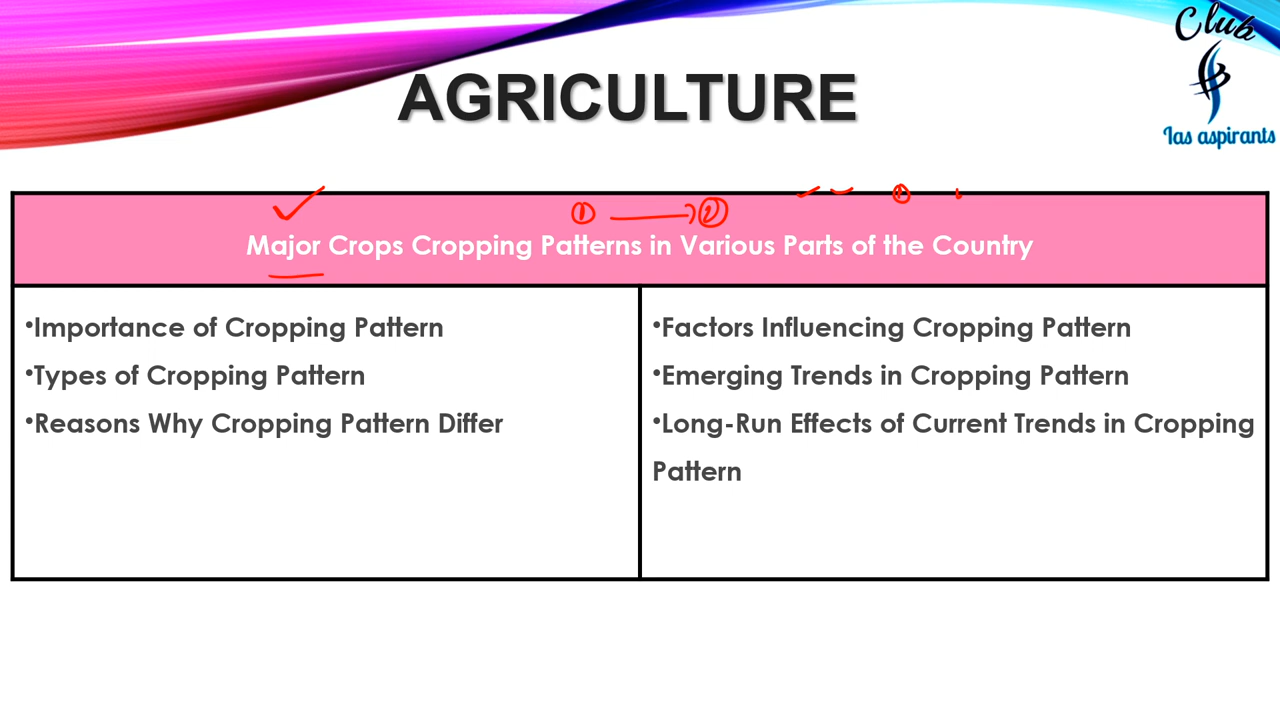 Club
Ias aspirants
AGRICULTURE
① ②
Major Crops Cropping Patterns in Various Parts of the Country
•Importance of Cropping Pattern
•Types of Cropping Pattern
•Reasons Why Cropping Pattern Differ
•Factors Influencing Cropping Pattern
•Emerging Trends in Cropping Pattern
•Long-Run Effects of Current Trends in Cropping
Pattern